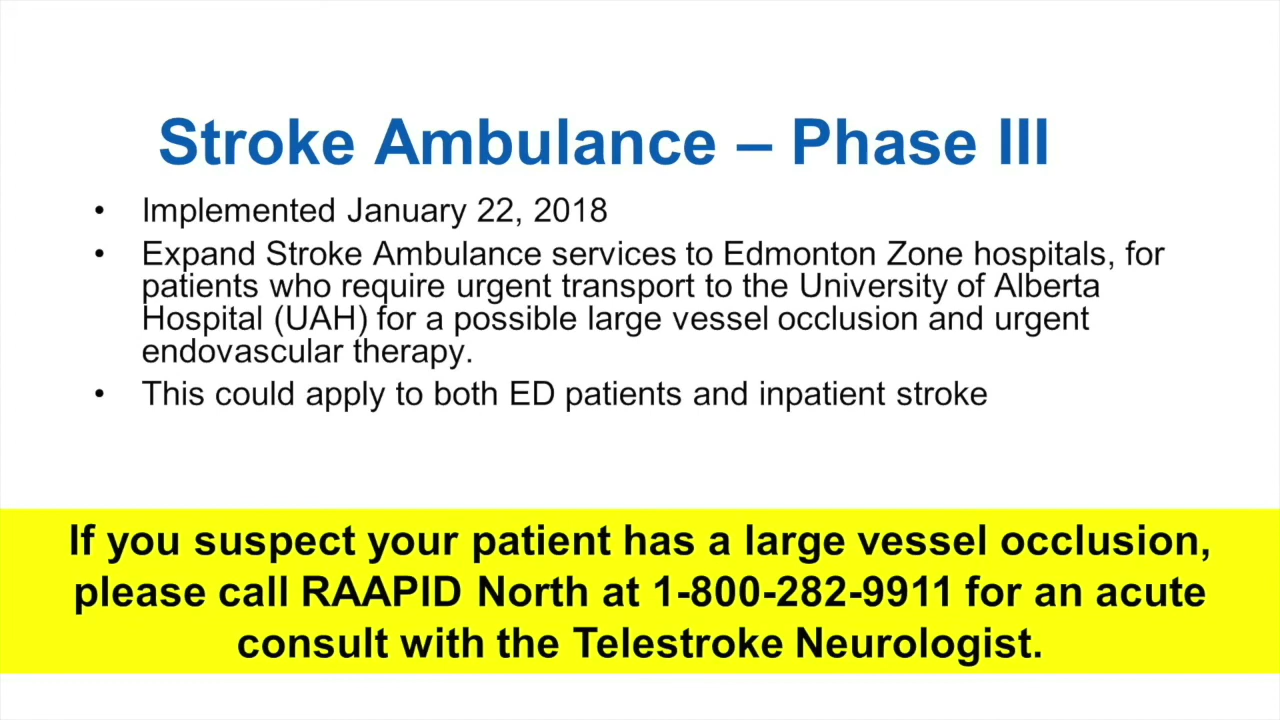 Stroke Ambulance – Phase III
• Implemented January 22, 2018
• Expand Stroke Ambulance services to Edmonton Zone hospitals, for
patients who require urgent transport to the University of Alberta
Hospital (UAH) for a possible large vessel occlusion and urgent
endovascular therapy.
• This could apply to both ED patients and inpatient stroke
If you suspect your patient has a large vessel occlusion,
please call RAAPID North at 1-800-282-9911 for an acute
consult with the Telestroke Neurologist.